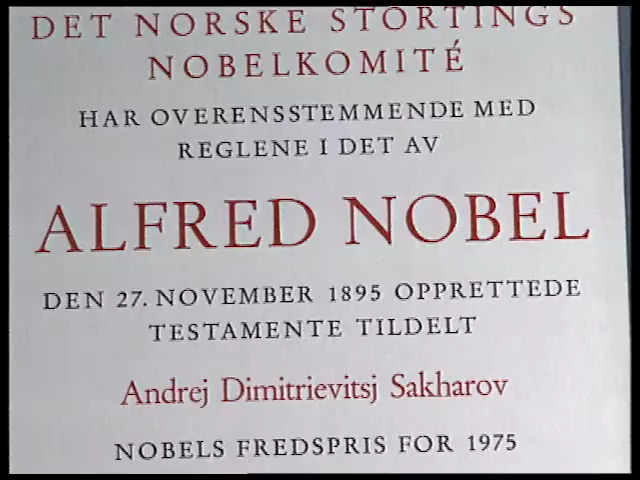 DET NORSKE STORTINGS
NOBELKOMITÉ
HAR OVERENSSTEMMENDE MED
REGLENE I DET AV
ALFRED NOBEL
DEN 27. NOVEMBER 1895 OPPRETTEDE
TESTAMENTE TILDELT
Andrej Dimitrievitsj Sakharov
NOBELS FREDSPRIS FOR 1975